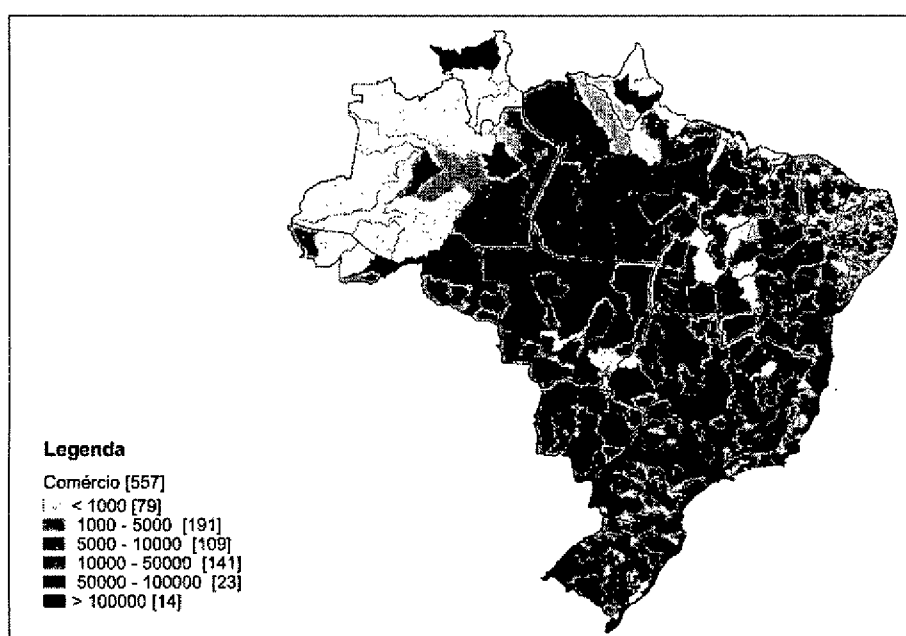 Legenda
Comércio [557]
< 1000 [79]
1000 - 5000 [191]
5000 - 10000 [109]
10000 - 50000 [141]
50000 - 100000 [23]
> 100000 [14]